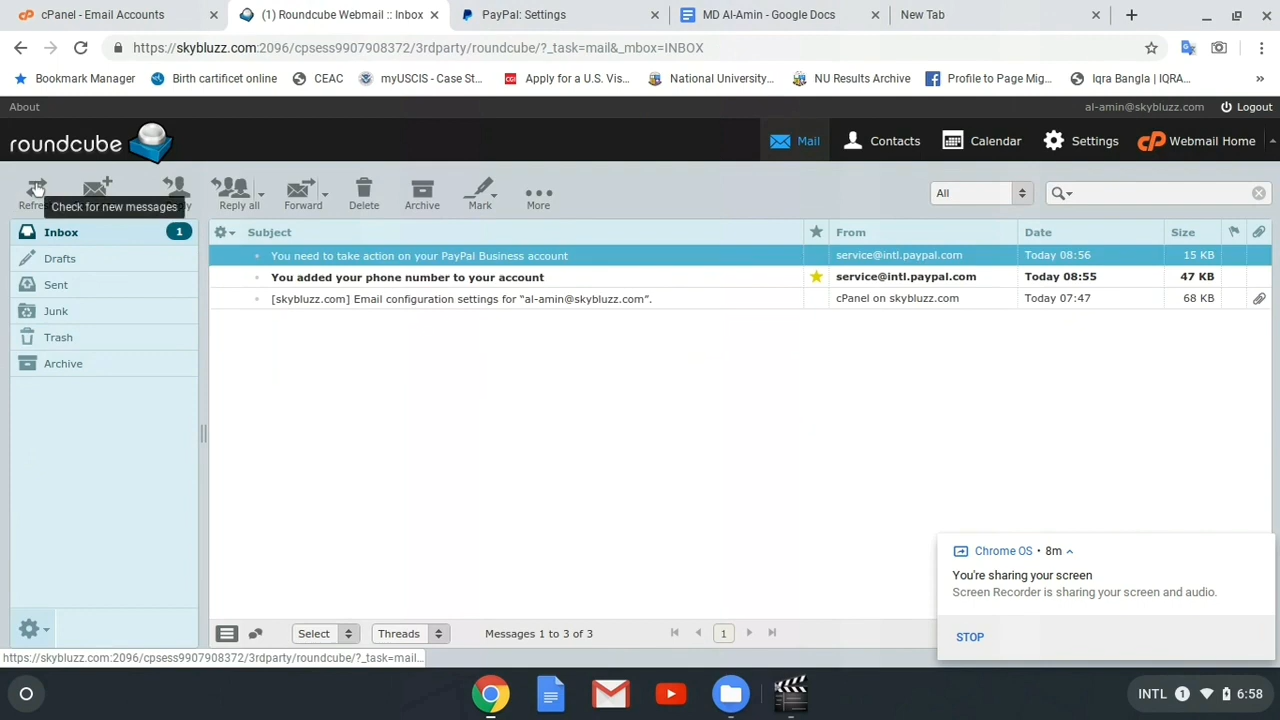 cPanel - Email Accounts
(1) Roundcube Webmail :: Inbox
PayPal: Settings
MD Al-Amin - Google Docs
New Tab
https://skybluzz.com:2096/cpsess9907908372/3rdparty/roundcube/?_task=mail&_mbox=INBOX
Bookmark Manager
Birth certificet online
CEAC
myUSCIS - Case St...
Apply for a U.S. Vis...
National University...
NU Results Archive
Profile to Page Mig...
Iqra Bangla | IQRA...
»
About
al-amin@skybluzz.com
Logout
roundcube
Mail
Contacts
Calendar
Settings
cP Webmail Home
Check for new messages
Reply all
Forward
Delete
Archive
Mark
More
All
Inbox 1
Drafts
Sent
Junk
Trash
Archive
Subject From Date Size
You need to take action on your PayPal Business account service@intl.paypal.com Today 08:56 15 KB
You added your phone number to your account service@intl.paypal.com Today 08:55 47 KB
[skybluzz.com] Email configuration settings for “al-amin@skybluzz.com”. cPanel on skybluzz.com Today 07:47 68 KB
Chrome OS • 8m
You're sharing your screen
Screen Recorder is sharing your screen and audio.
STOP
Select
Threads
Messages 1 to 3 of 3
1
https://skybluzz.com:2096/cpsess9907908372/3rdparty/roundcube/?_task=mail...
INTL 1 6:58